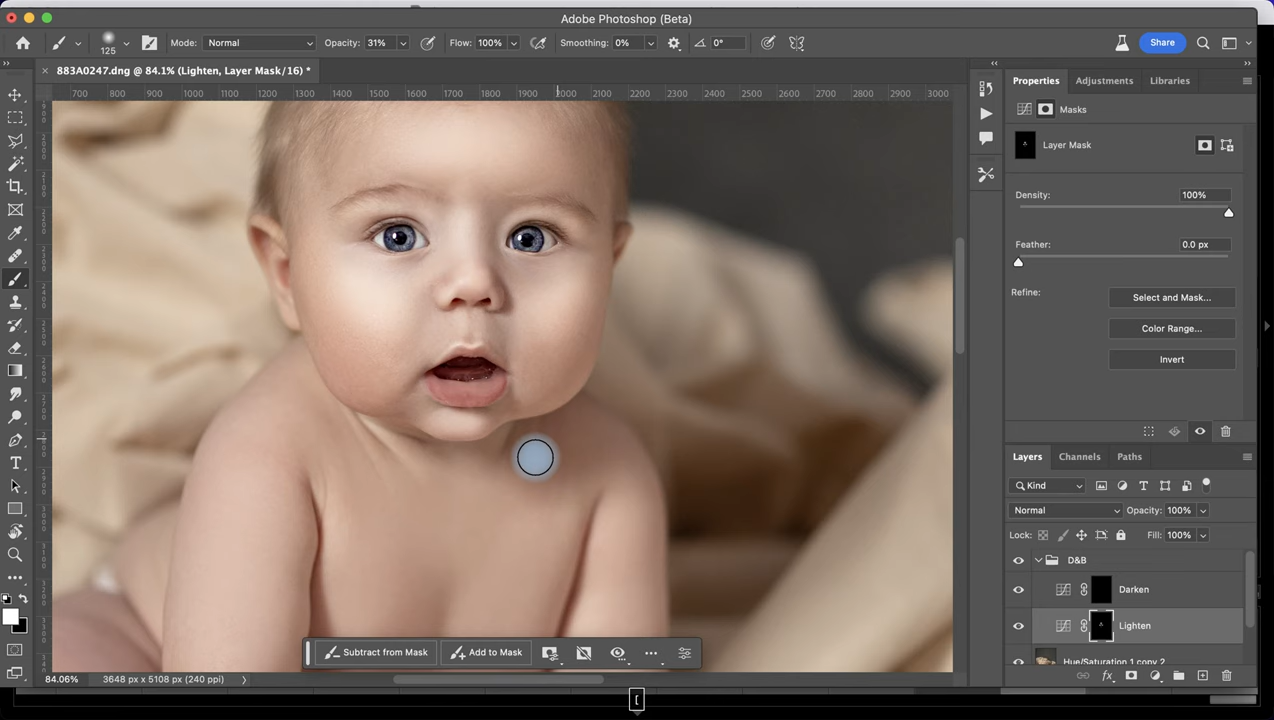 Adobe Photoshop (Beta)
125
Mode: Normal Opacity: 31% Flow: 100% Smoothing: 0% 0° Share
883A0247.dng @ 84.1% (Lighten, Layer Mask/16) *
700 800 900 1000 1100 1200 1300 1400 1500 1600 1700 1800 1900 2000 2100 2200 2300 2400 2500 2600 2700 2800 2900 3000
Properties Adjustments Libraries
Masks
Layer Mask
Density: 100%
Feather: 0.0 px
Refine: Select and Mask...
Color Range...
Invert
Layers Channels Paths
Kind
Normal Opacity: 100%
Lock: Fill: 100%
D&B
Darken
Lighten
Hue/Saturation 1 copy 2
fx
Subtract from Mask Add to Mask
84.06% 3648 px x 5108 px (240 ppi)
[